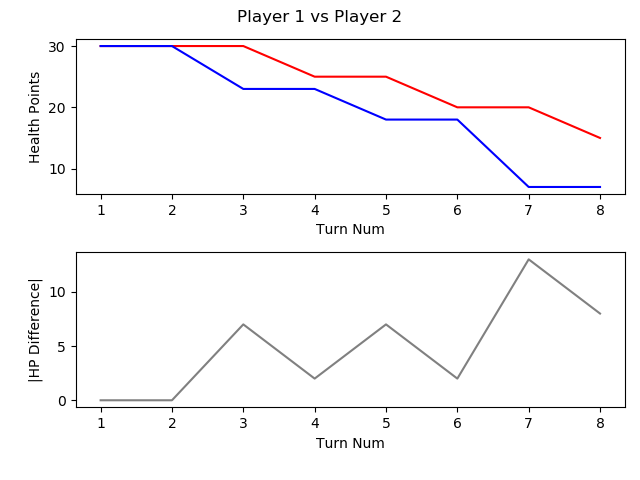 Player 1 vs Player 2
Health Points
30
20
10
1 2 3 4 5 6 7 8
Turn Num
|HP Difference|
10
5
0
1 2 3 4 5 6 7 8
Turn Num